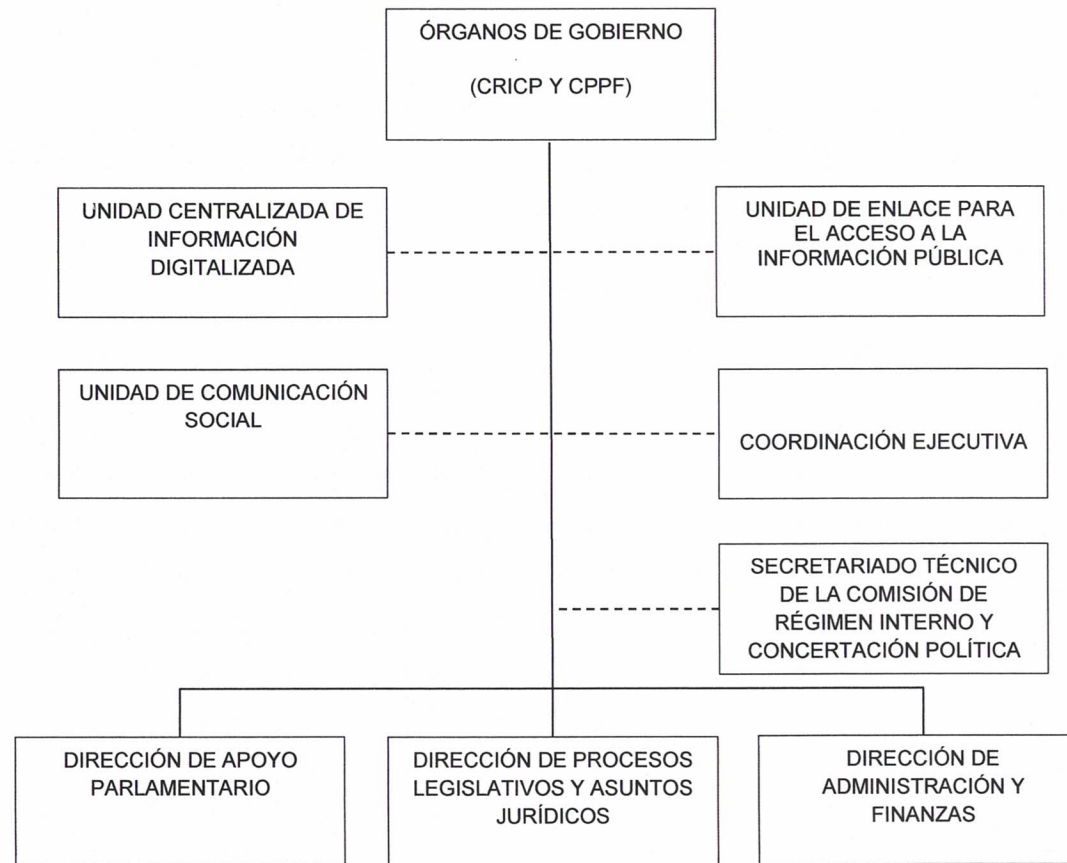 ÓRGANOS DE GOBIERNO
(CRICP Y CPPF)
UNIDAD CENTRALIZADA DE
INFORMACIÓN
DIGITALIZADA
UNIDAD DE ENLACE PARA
EL ACCESO A LA
INFORMACIÓN PÚBLICA
UNIDAD DE COMUNICACIÓN
SOCIAL
COORDINACIÓN EJECUTIVA
SECRETARIADO TÉCNICO
DE LA COMISIÓN DE
RÉGIMEN INTERNO Y
CONCERTACIÓN POLÍTICA
DIRECCIÓN DE APOYO
PARLAMENTARIO
DIRECCIÓN DE PROCESOS
LEGISLATIVOS Y ASUNTOS
JURÍDICOS
DIRECCIÓN DE
ADMINISTRACIÓN Y
FINANZAS